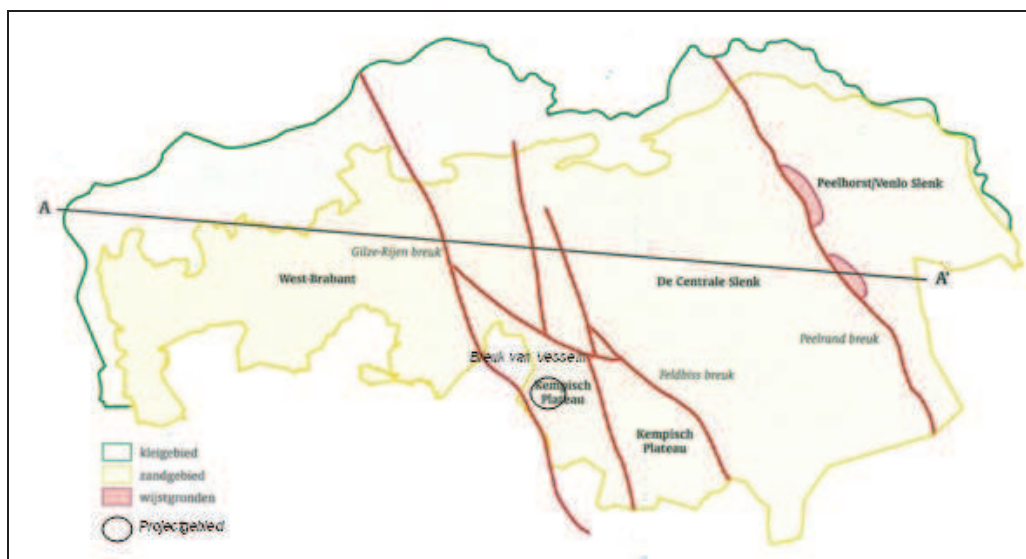 Peelhorst/Venlo Slenk
A
Gilze-Rijen breuk
West-Brabant
De Centrale Slenk
A'
Peelrand breuk
Breuk van Vessem
Feldbiss breuk
Kempisch
Plateau
Kempisch
Plateau
kleigebied
zandgebied
wijstgronden
Projectgebied